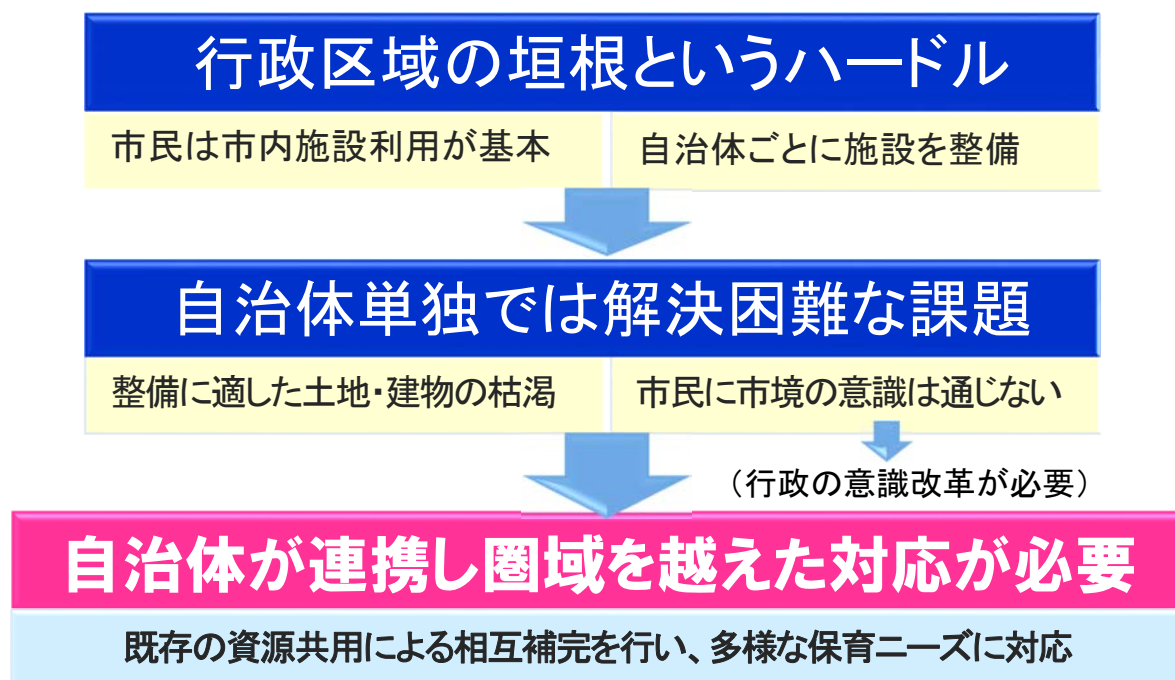 行政区域の垣根というハードル
市民は市内施設利用が基本
自治体ごとに施設を整備
自治体単独では解決困難な課題
整備に適した土地・建物の枯渇
市民に市境の意識は通じない
（行政の意識改革が必要）
自治体が連携し圏域を越えた対応が必要
既存の資源共用による相互補完を行い、多様な保育ニーズに対応